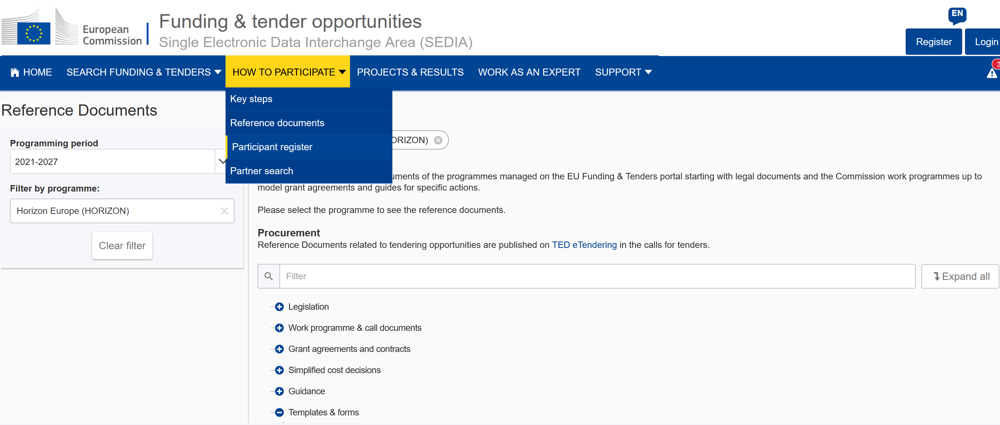 European
Commission
Funding & tender opportunities
Single Electronic Data Interchange Area (SEDIA)
EN
Register
Login
HOME
SEARCH FUNDING & TENDERS
HOW TO PARTICIPATE
PROJECTS & RESULTS
WORK AS AN EXPERT
SUPPORT
3
Key steps
Reference documents
Participant register
Partner search
Reference Documents
Programming period
2021-2027
Filter by programme:
Horizon Europe (HORIZON)
Clear filter
ORIZON)
uments of the programmes managed on the EU Funding & Tenders portal starting with legal documents and the Commission work programmes up to
model grant agreements and guides for specific actions.
Please select the programme to see the reference documents.
Procurement
Reference Documents related to tendering opportunities are published on TED eTendering in the calls for tenders.
Filter
Expand all
Legislation
Work programme & call documents
Grant agreements and contracts
Simplified cost decisions
Guidance
Templates & forms